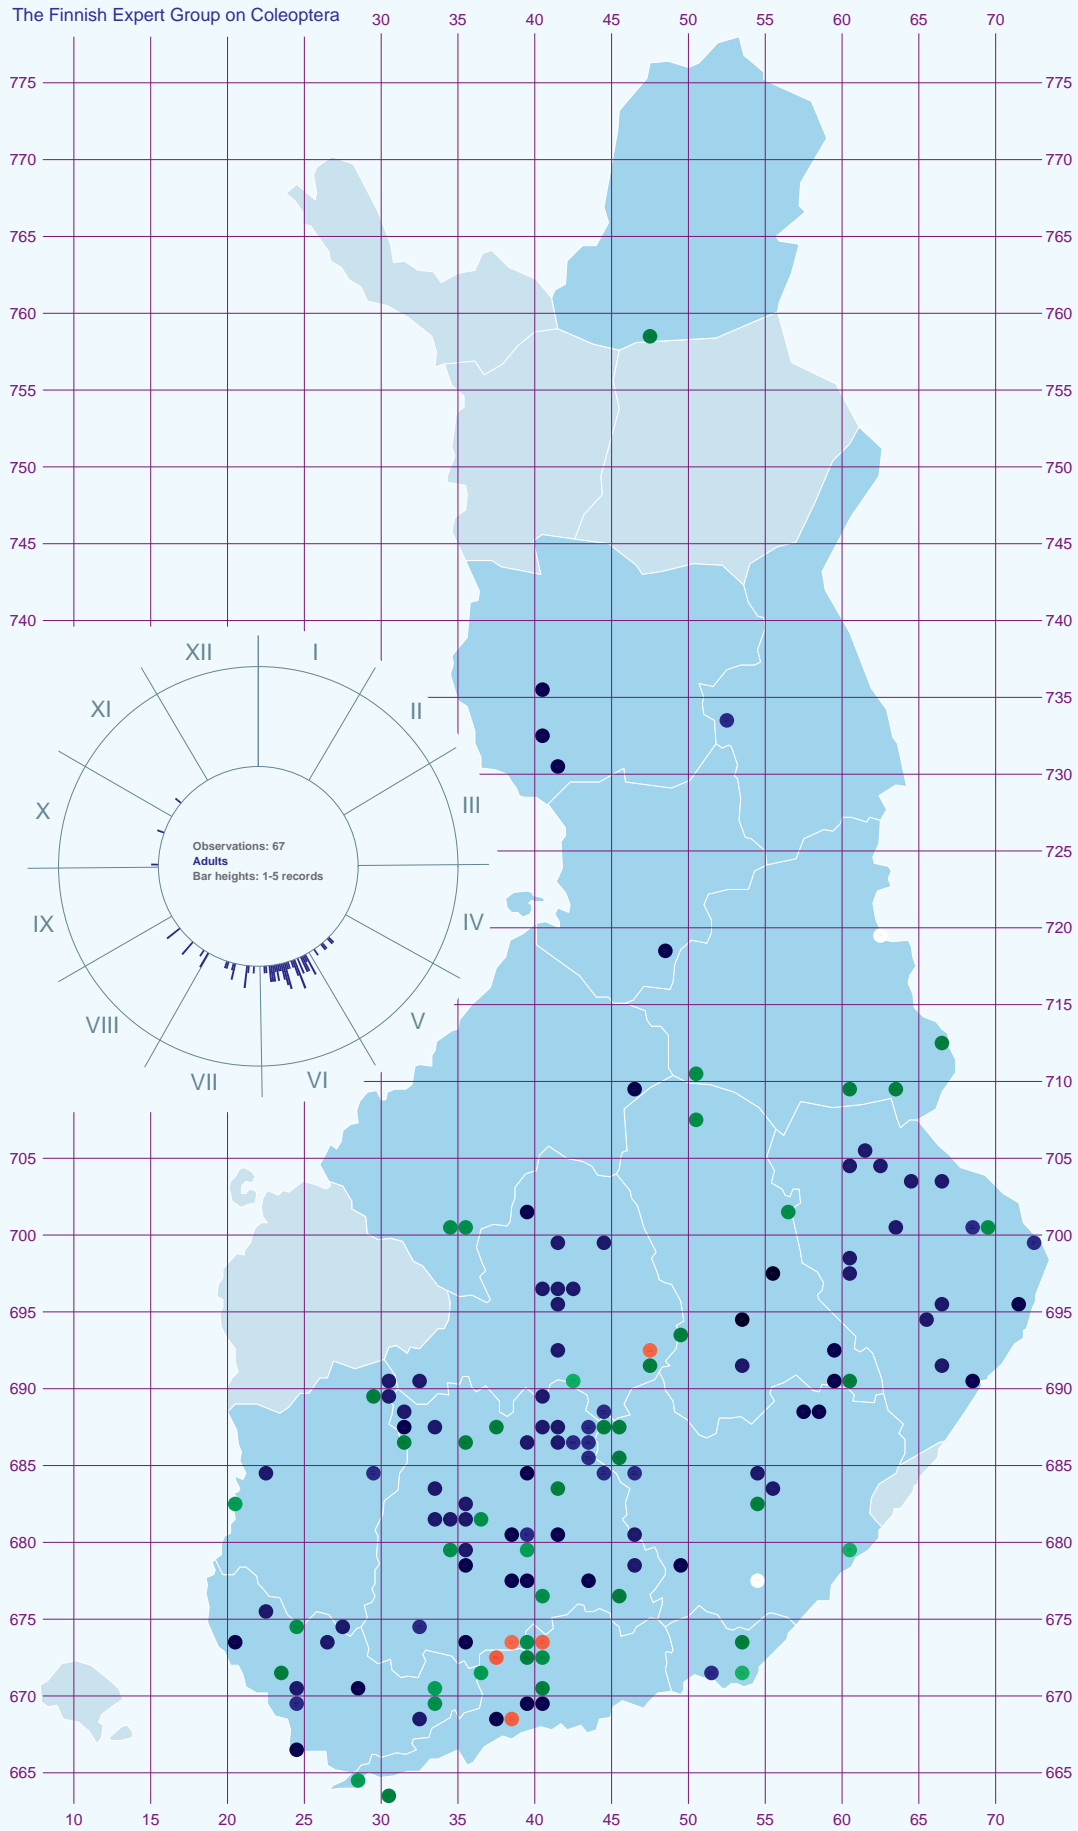 The Finnish Expert Group on Coleoptera
30 35 40 45 50 55 60 65 70
775 775
770 770
765 765
760 760
755 755
750 750
745 745
740 740
XII I
XI II
735
730
X III
Observations: 67
Adults
Bar heights: 1-5 records
725
IX IV
720
715
VIII V
VII VI
710
705 705
700 700
695 695
690 690
685 685
680 680
675 675
670 670
665 665
10 15 20 25 30 35 40 45 50 55 60 65 70